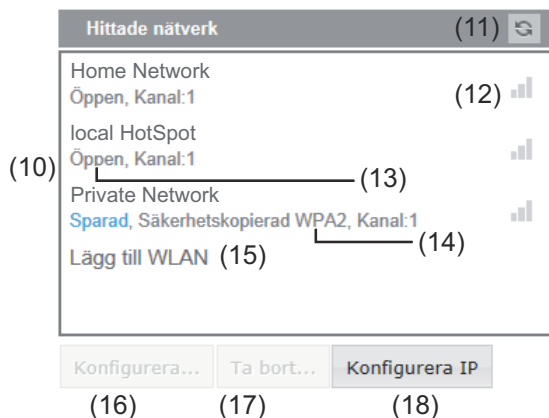 Hittade nätverk (11)
Home Network
Öppen, Kanal:1 (12)
local HotSpot
(10) Öppen, Kanal:1
(13)
Private Network
Sparad, Säkerhetskopierad WPA2, Kanal:1
(14)
Lägg till WLAN (15)
Konfigurera... Ta bort... Konfigurera IP
(16) (17) (18)